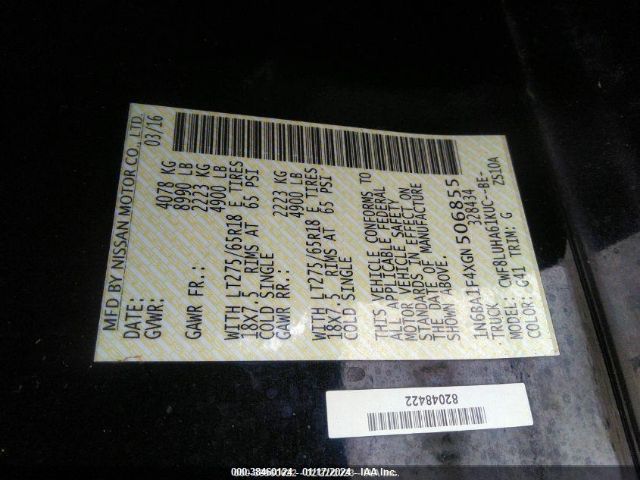 MFD BY NISSAN MOTOR CO., LTD.
DATE: 03/16
GVWR: 4078 KG
8990 LB
GAWR FR.: 2223 KG
4900 LB
WITH LT275/65R18 E TIRES
18X7.5 RIMS AT 65 PSI
COLD SINGLE
GAWR RR.: 2223 KG
4900 LB
WITH LT275/65R18 E TIRES
18X7.5 RIMS AT 65 PSI
COLD SINGLE
THIS VEHICLE CONFORMS TO
ALL APPLICABLE FEDERAL
MOTOR VEHICLE SAFETY
STANDARDS IN EFFECT ON
THE DATE OF MANUFACTURE
SHOWN ABOVE.
1N6BA1F4XGN506855
TRUCK 220434
MODEL: CWFBLUHA61KUC--BE-
COLOR: G41 TRIM: G ZS10A
82048422
000-38460124 - 01/17/2024 - IAA Inc.